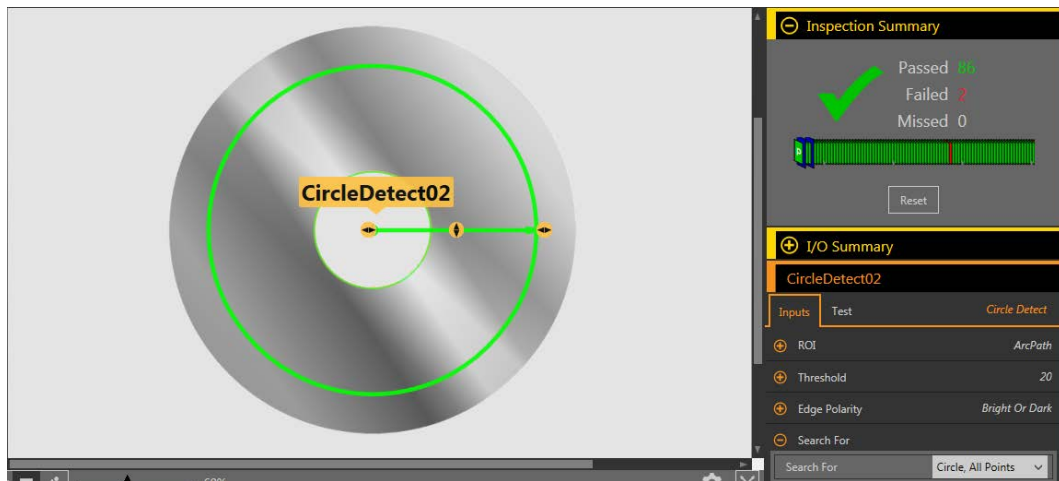 CircleDetect02
Inspection Summary
Passed 86
Failed 2
Missed 0
D
Reset
I/O Summary
CircleDetect02
Inputs Test Circle Detect
ROI ArcPath
Threshold 20
Edge Polarity Bright Or Dark
Search For
Search For Circle, All Points